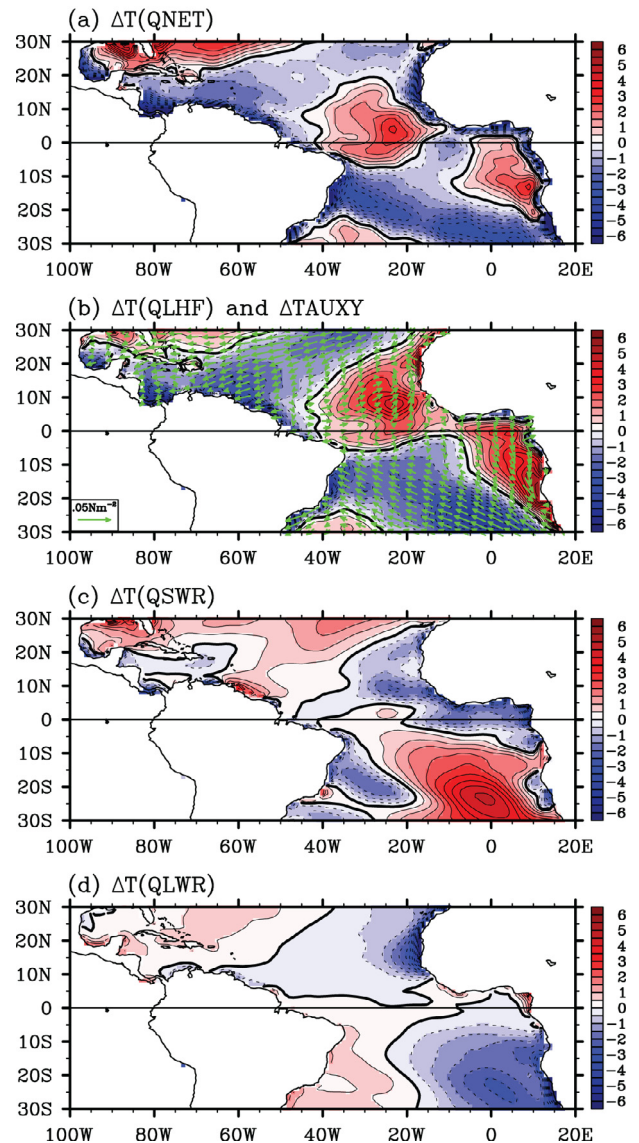 (a) ΔT(QNET)
30N
20N
10N
0
10S
20S
30S
100W 80W 60W 40W 20W 0 20E
6
5
4
3
2
1
0
-1
-2
-3
-4
-5
-6
(b) ΔT(QLHF) and ΔTAUXY
30N
20N
10N
0
10S
20S
30S
.05Nm⁻²
100W 80W 60W 40W 20W 0 20E
6
5
4
3
2
1
0
-1
-2
-3
-4
-5
-6
(c) ΔT(QSWR)
30N
20N
10N
0
10S
20S
30S
100W 80W 60W 40W 20W 0 20E
6
5
4
3
2
1
0
-1
-2
-3
-4
-5
-6
(d) ΔT(QLWR)
30N
20N
10N
0
10S
20S
30S
100W 80W 60W 40W 20W 0 20E
6
5
4
3
2
1
0
-1
-2
-3
-4
-5
-6